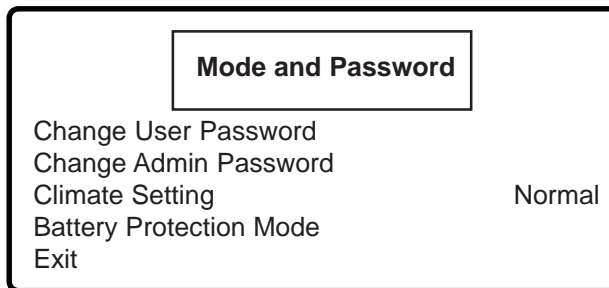 Mode and Password
Change User Password
Change Admin Password
Climate Setting Normal
Battery Protection Mode
Exit